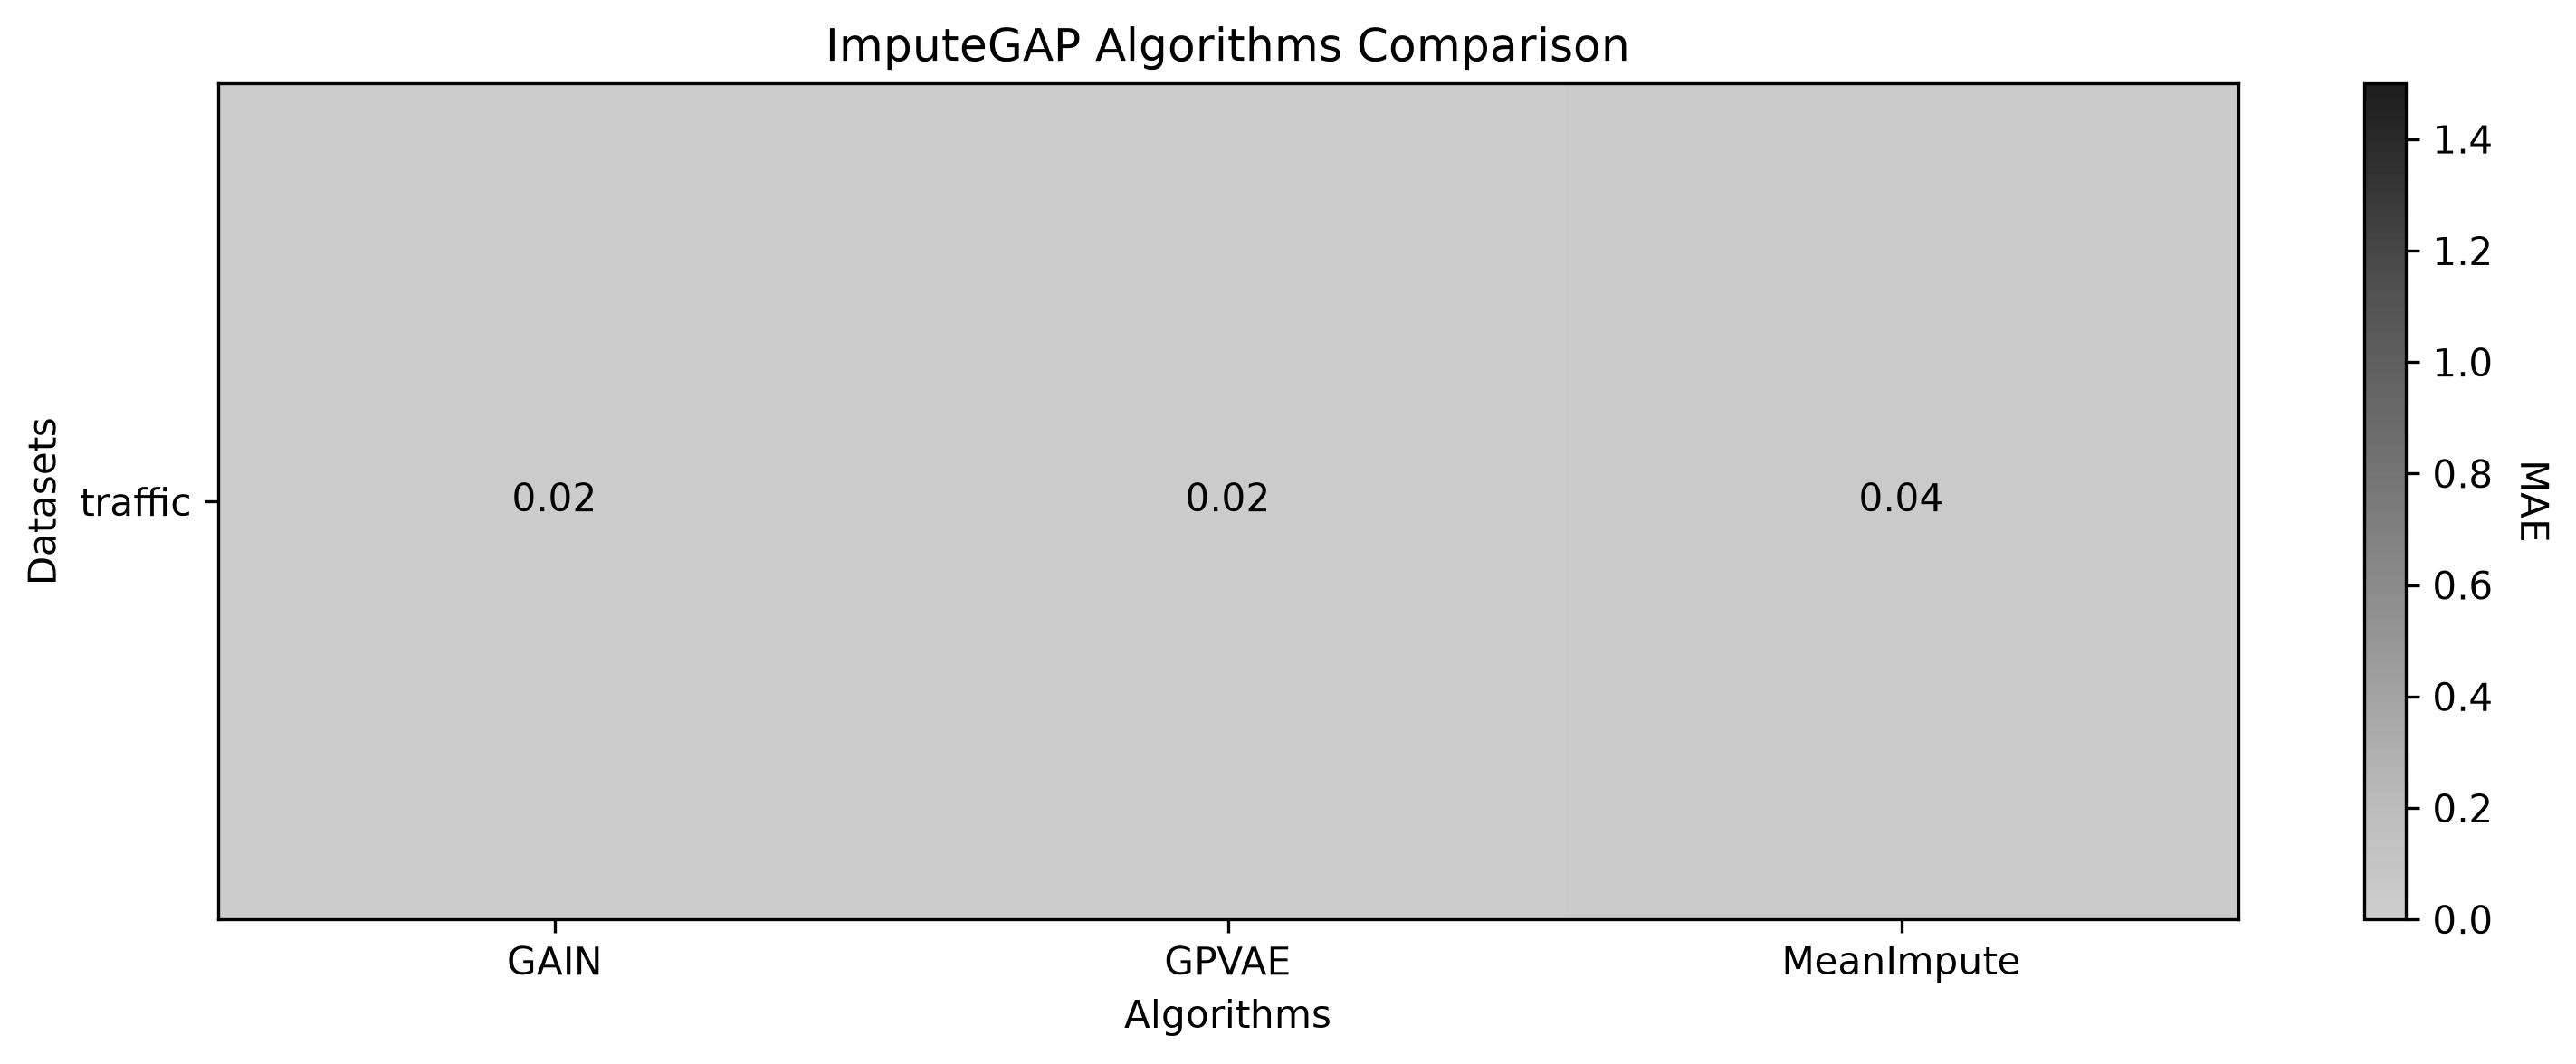 ImputeGAP Algorithms Comparison
Datasets
traffic
0.02 0.02 0.04
GAIN GPVAE MeanImpute
Algorithms
1.4
1.2
1.0
0.8
0.6
0.4
0.2
0.0
MAE